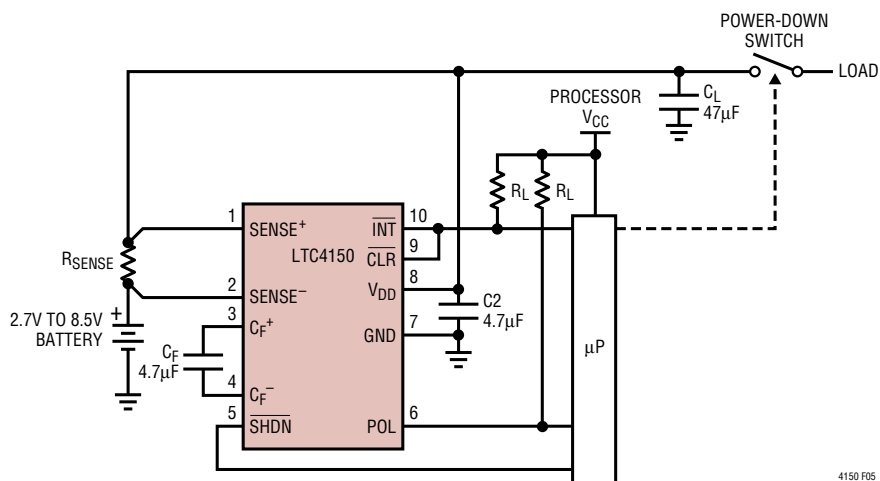 POWER-DOWN
SWITCH
LOAD
CL
47µF
PROCESSOR
VCC
RL
RL
RSENSE
2.7V TO 8.5V
BATTERY
+
CF
4.7µF
1
SENSE+
2
SENSE–
3
CF+
4
CF–
5
SHDN
LTC4150
10
INT
9
CLR
8
VDD
7
GND
6
POL
C2
4.7µF
µP
4150 F05